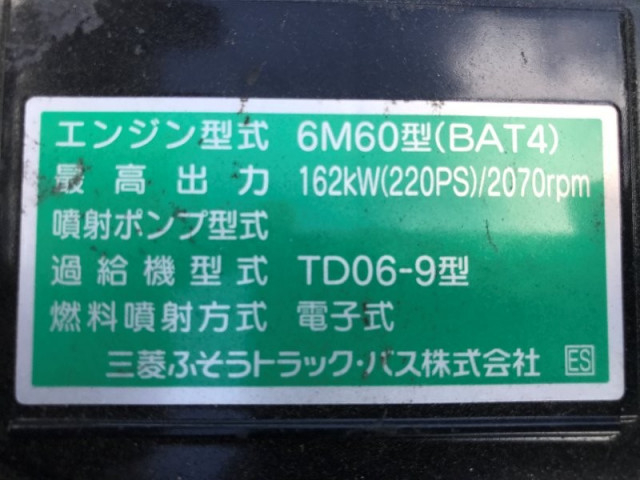 エンジン型式 6M60型(BAT4)
最高出力 162kW(220PS)/2070rpm
噴射ポンプ型式
過給機型式 TD06-9型
燃料噴射方式 電子式
三菱ふそうトラック・バス株式会社 ES